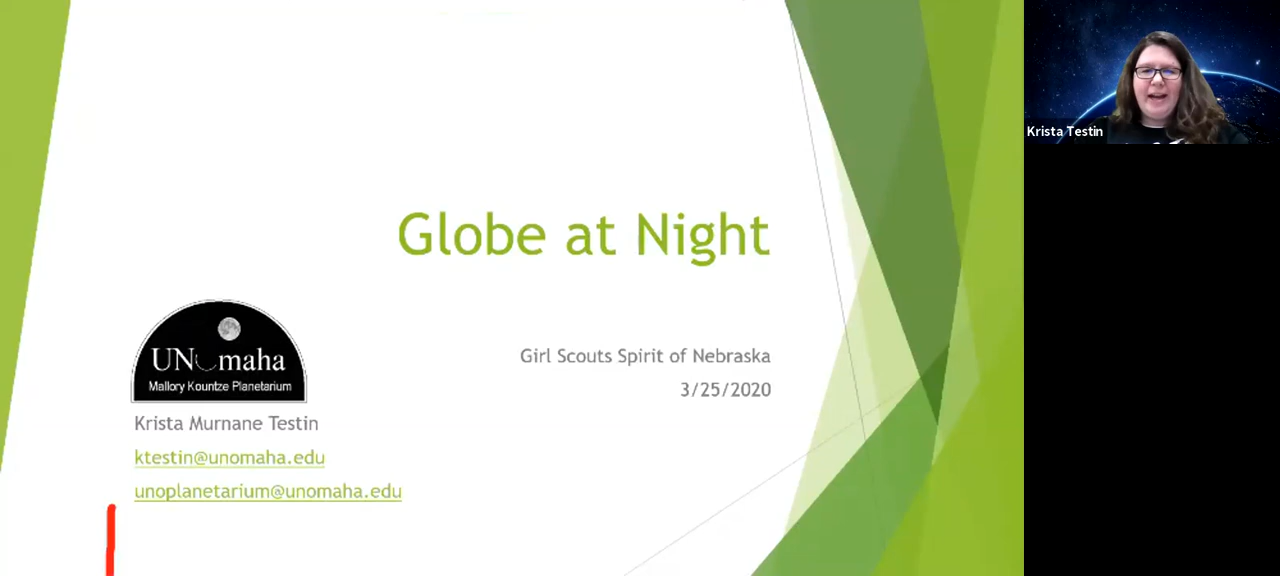 Globe at Night
UNOmaha
Mallory Kountze Planetarium
Girl Scouts Spirit of Nebraska
3/25/2020
Krista Murnane Testin
ktestin@unomaha.edu
unoplanetarium@unomaha.edu
Krista Testin